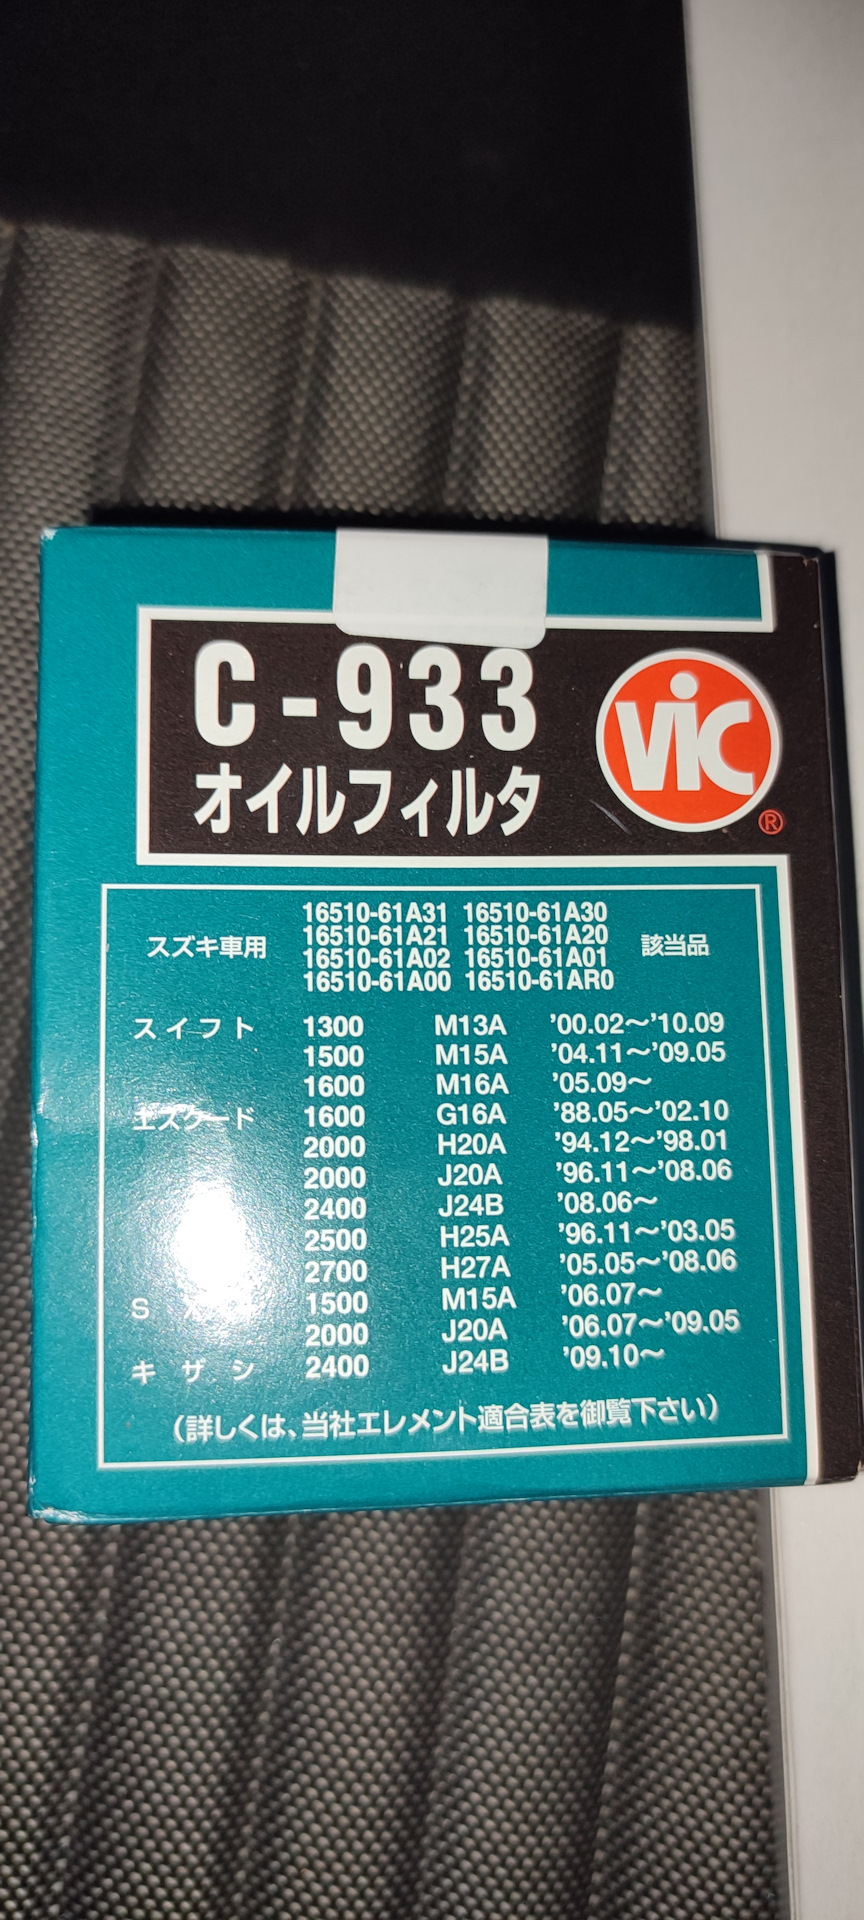 C-933
オイルフィルタ
ViC
®
スズキ車用 16510-61A31 16510-61A30 該当品
16510-61A21 16510-61A20
16510-61A02 16510-61A01
16510-61A00 16510-61AR0
スイフト 1300 M13A '00.02〜'10.09
1500 M15A '04.11〜'09.05
1600 M16A '05.09〜
エスクード 1600 G16A '88.05〜'02.10
2000 H20A '94.12〜'98.01
2000 J20A '96.11〜'08.06
2400 J24B '08.06〜
2500 H25A '96.11〜'03.05
2700 H27A '05.05〜'08.06
S 1500 M15A '06.07〜
2000 J20A '06.07〜'09.05
キザシ 2400 J24B '09.10〜
（詳しくは、当社エレメント適合表を御覧下さい）